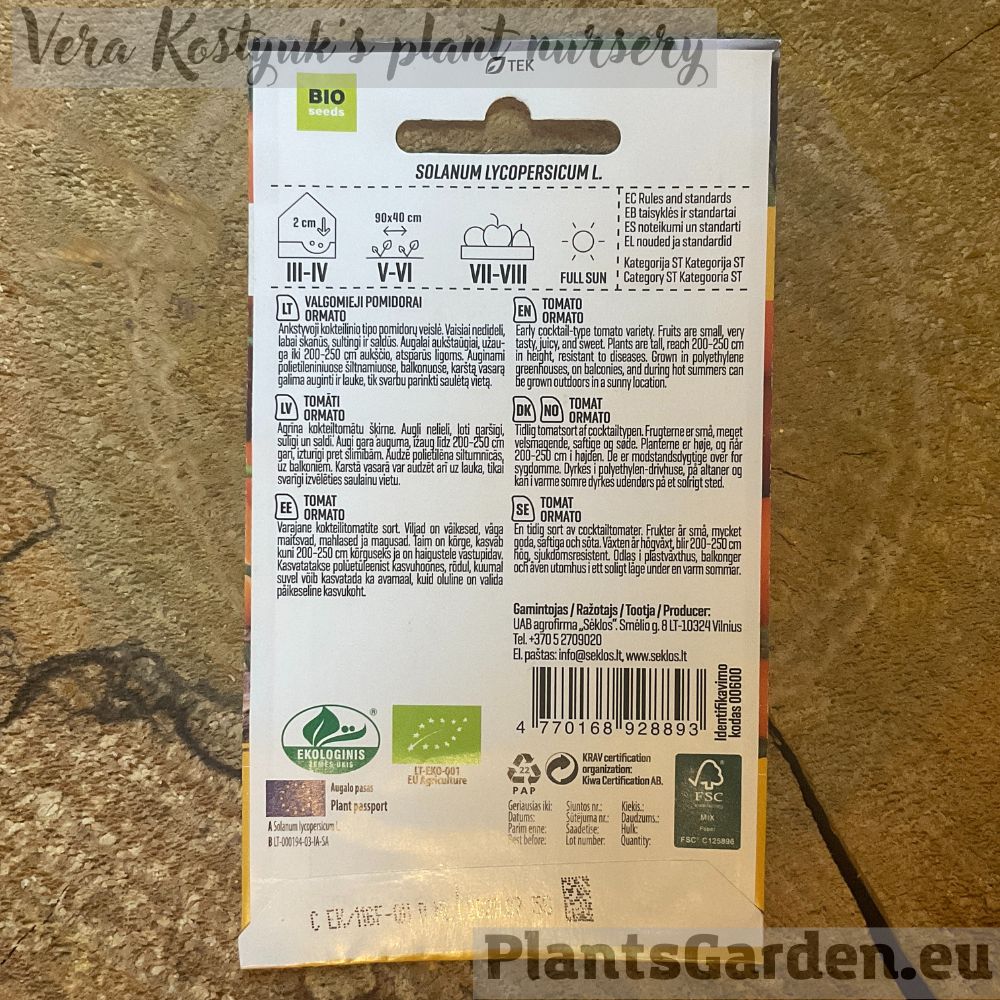 Vera Kostyuk's plant nursery
TEK
BIO
seeds
SOLANUM LYCOPERSICUM L.
2 cm
90x40 cm
III-IV
V-VI
VII-VIII
FULL SUN
EC Rules and standards
EB taisyklės ir standartai
ES noteikumi un standarti
EL nouded ja standardid
Kategorija ST Kategorija ST
Category ST Kategooria ST
LT VALGOMIEJI POMIDORAI
ORMATO
Ankstyvoji kokteilinio tipo pomidorų veislė. Vaisiai nedideli,
labai skanūs, sultingi ir saldūs. Augalai aukštaūgiai, užau-
ga iki 200-250 cm aukščio, atsparūs ligoms. Auginami
polietileniniuose šiltnamiuose, balkonuose, karštą vasarą
galima auginti ir lauke, tik svarbu parinkti saulėtą vietą.
EN TOMATO
ORMATO
Early cocktail-type tomato variety. Fruits are small, very
tasty, juicy, and sweet. Plants are tall, reach 200-250 cm
in height, resistant to diseases. Grown in polyethylene
greenhouses, on balconies, and during hot summers can
be grown outdoors in a sunny location.
LV TOMĀTI
ORMATO
Agrīna kokteiļtomātu šķirne. Augļi nelieli, ļoti garšīgi,
sulīgi un saldi. Augi gara auguma, izaug līdz 200-250 cm
gari, izturīgi pret slimībām. Audzē polietilēna siltumnīcās,
uz balkoniem. Karstā vasarā var audzēt arī uz lauka, tikai
svarīgi izvēlēties saulainu vietu.
DK NO TOMAT
ORMATO
Tidlig tomatsort af cocktailtypen. Frugterne er små, meget
velsmagende, saftige og søde. Planterne er høje, og når
200-250 cm i højden. De er modstandsdygtige over for
sygdomme. Dyrkes i polyethylen-drivhuse, på altaner og
kan i varme somre dyrkes udendørs på et solrigt sted.
EE TOMAT
ORMATO
Varajane kokteilitomatite sort. Viljad on väikesed, väga
maitsvad, mahlased ja magusad. Taim on kõrge, kasvab
kuni 200-250 cm kõrguseks ja on haigustele vastupidav.
Kasvatatakse polüetüleenist kasvuhoones, rõdul, kuumal
suvel võib kasvatada ka avamaal, kuid oluline on valida
päikeseline kasvukoht.
SE TOMAT
ORMATO
En tidig sort av cocktailtomater. Frukter är små, mycket
goda, saftiga och söta. Växten är högväxt, blir 200-250 cm
hög, sjukdomsresistent. Odlas i plastväxthus, balkonger
och även utomhus i ett soligt läge under en varm sommar.
Gamintojas / Ražotajs / Tootja / Producer:
UAB agrofirma „Sėklos". Smėlio g. 8 LT-10324 Vilnius
Tel. +370 5 2709020
El. paštas: info@seklos.lt, www.seklos.lt
4 770168 928893
Identifikavimo
kodas 00600
EKOLOGINIS
ŽEMĖS ŪKIS
®
LT-EKO-001
EU Agriculture
22
PAP
KRAV certification
organization:
Kiwa Certification AB.
FSC
MIX
Paper
FSC® C125896
Augalo pasas
Plant passport
A Solanum lycopersicum L.
B LT-000194-03-IA-SA
Geriausias iki:
Datums:
Parim enne:
Best before:
Siuntos nr.:
Sūtījuma nr.:
Saadetise:
Lot number:
Kiekis.:
Daudzums.:
Hulk:
Quantity:
C EK/
PlantsGarden.eu